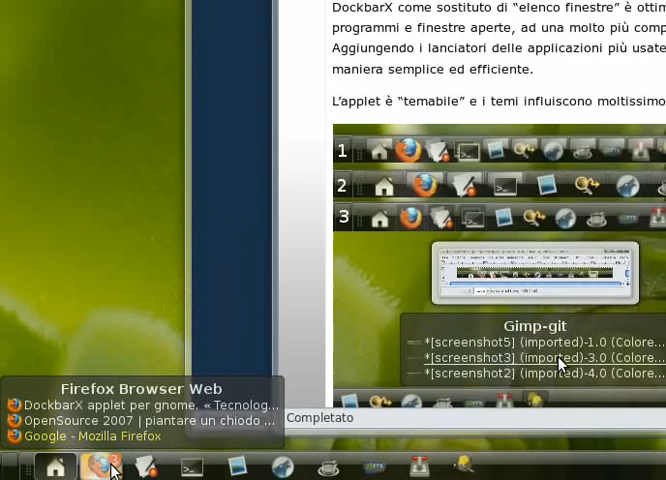 DockbarX come sostituto di “elenco finestre” è ottim
programmi e finestre aperte, ad una molto più comp
Aggiungendo i lanciatori delle applicazioni più usate
maniera semplice ed efficiente.
L’applet è “temabile” e i temi influiscono moltissimo
1
2
3
Gimp-git
*[screenshot5] (imported)-1.0 (Colore...
*[screenshot3] (imported)-3.0 (Colore...
*[screenshot2] (imported)-4.0 (Colore...
Firefox Browser Web
DockbarX applet per gnome. « Tecnolog...
OpenSource 2007 | piantare un chiodo ...
Google - Mozilla Firefox
Completato
3